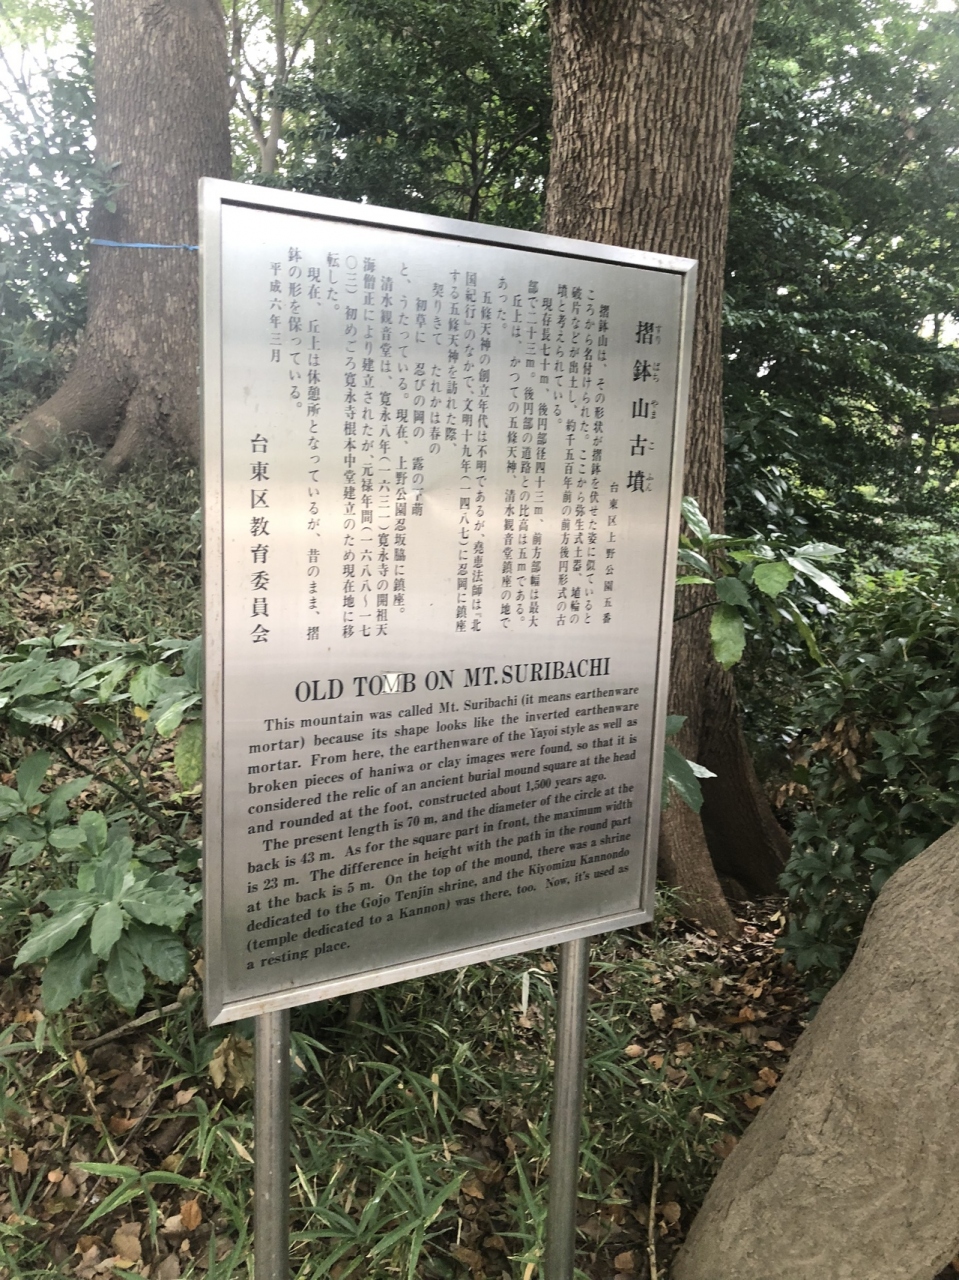 摺鉢山古墳
すり ばち やま こ ふん
台東区上野公園五番
摺鉢山は、その形状が摺鉢を伏せた姿に似ていると
ころから名付けられた。ここから弥生式土器、埴輪の
破片などが出土し、約千五百年前の前方後円形式の古
墳と考えられている。
現存長七十m、後円部径四十三m、前方部幅は最大
部で二十三m。後円部の道路との比高は五mである。
丘上は、かつての五條天神、清水観音堂鎮座の地で
あった。
五條天神の創立年代は不明であるが、堯恵法師は『北
国紀行』のなかで、文明十九年(一四八七)に忍岡に鎮座
する五條天神を訪れた際、
契りきて たれかは春の
初草に 忍びの岡の 露の下萠
と、うたっている。現在、上野公園忍坂脇に鎮座。
清水観音堂は、寛永八年(一六三一)寛永寺の開祖天
海僧正により建立されたが、元禄年間(一六八八〜一七
〇三)初めごろ寛永寺根本中堂建立のため現在地に移
転した。
現在、丘上は休憩所となっているが、昔のまま、摺
鉢の形を保っている。
平成六年三月
台東区教育委員会
OLD TOMB ON MT. SURIBACHI
This mountain was called Mt. Suribachi (it means earthenware
mortar) because its shape looks like the inverted earthenware
mortar. From here, the earthenware of the Yayoi style as well as
broken pieces of haniwa or clay images were found, so that it is
considered the relic of an ancient burial mound square at the head
and rounded at the foot, constructed about 1,500 years ago.
The present length is 70 m, and the diameter of the circle at the
back is 43 m. As for the square part in front, the maximum width
is 23 m. The difference in height with the path in the round part
at the back is 5 m. On the top of the mound, there was a shrine
dedicated to the Gojo Tenjin shrine, and the Kiyomizu Kannondo
(temple dedicated to a Kannon) was there, too. Now, it's used as
a resting place.